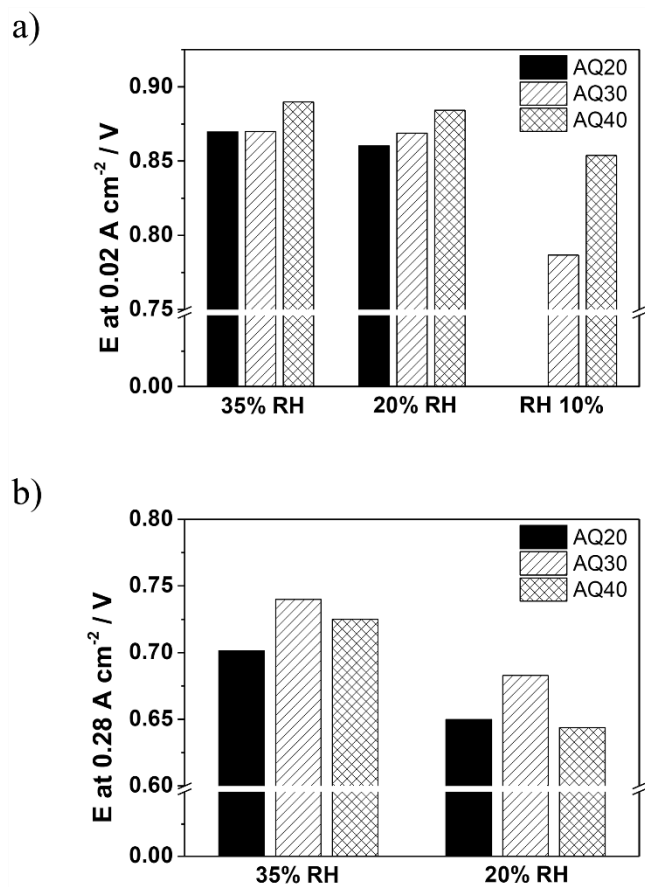 a)
E at 0.02 A cm⁻² / V
0.90
0.85
0.80
0.75
0.00
AQ20
AQ30
AQ40
35% RH
20% RH
RH 10%
b)
E at 0.28 A cm⁻² / V
0.80
0.75
0.70
0.65
0.60
0.00
AQ20
AQ30
AQ40
35% RH
20% RH